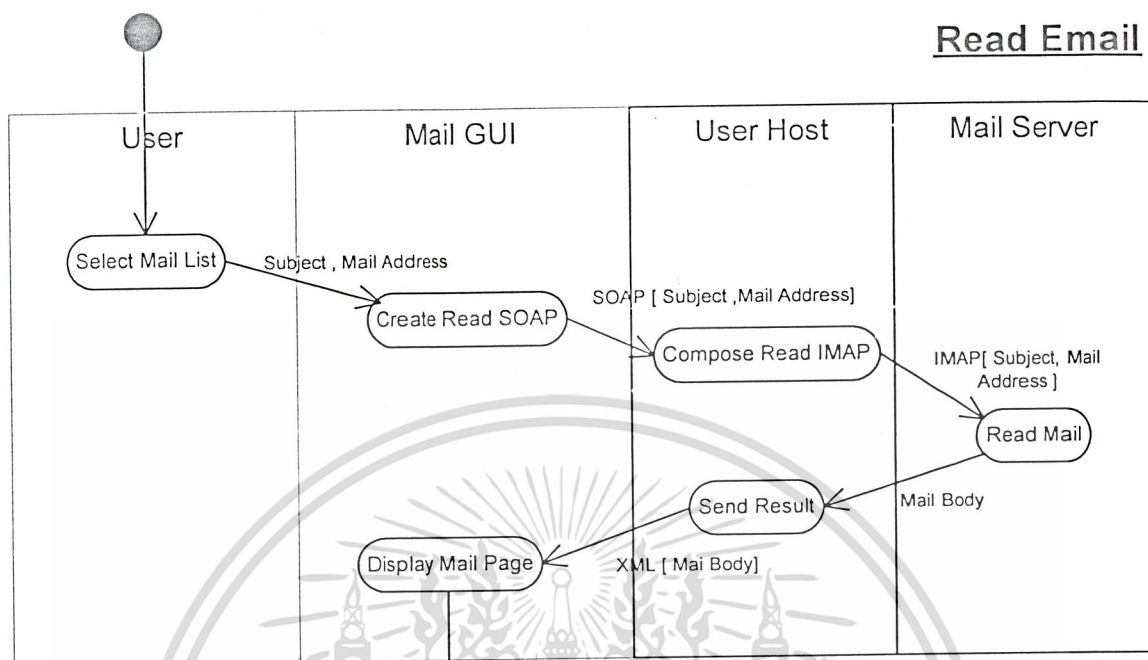 Read Email
User
Mail GUI
User Host
Mail Server
Select Mail List
Subject , Mail Address
Create Read SOAP
SOAP [ Subject ,Mail Address]
Compose Read IMAP
IMAP[ Subject, Mail
Address ]
Read Mail
Mail Body
Send Result
XML [ Mai Body]
Display Mail Page